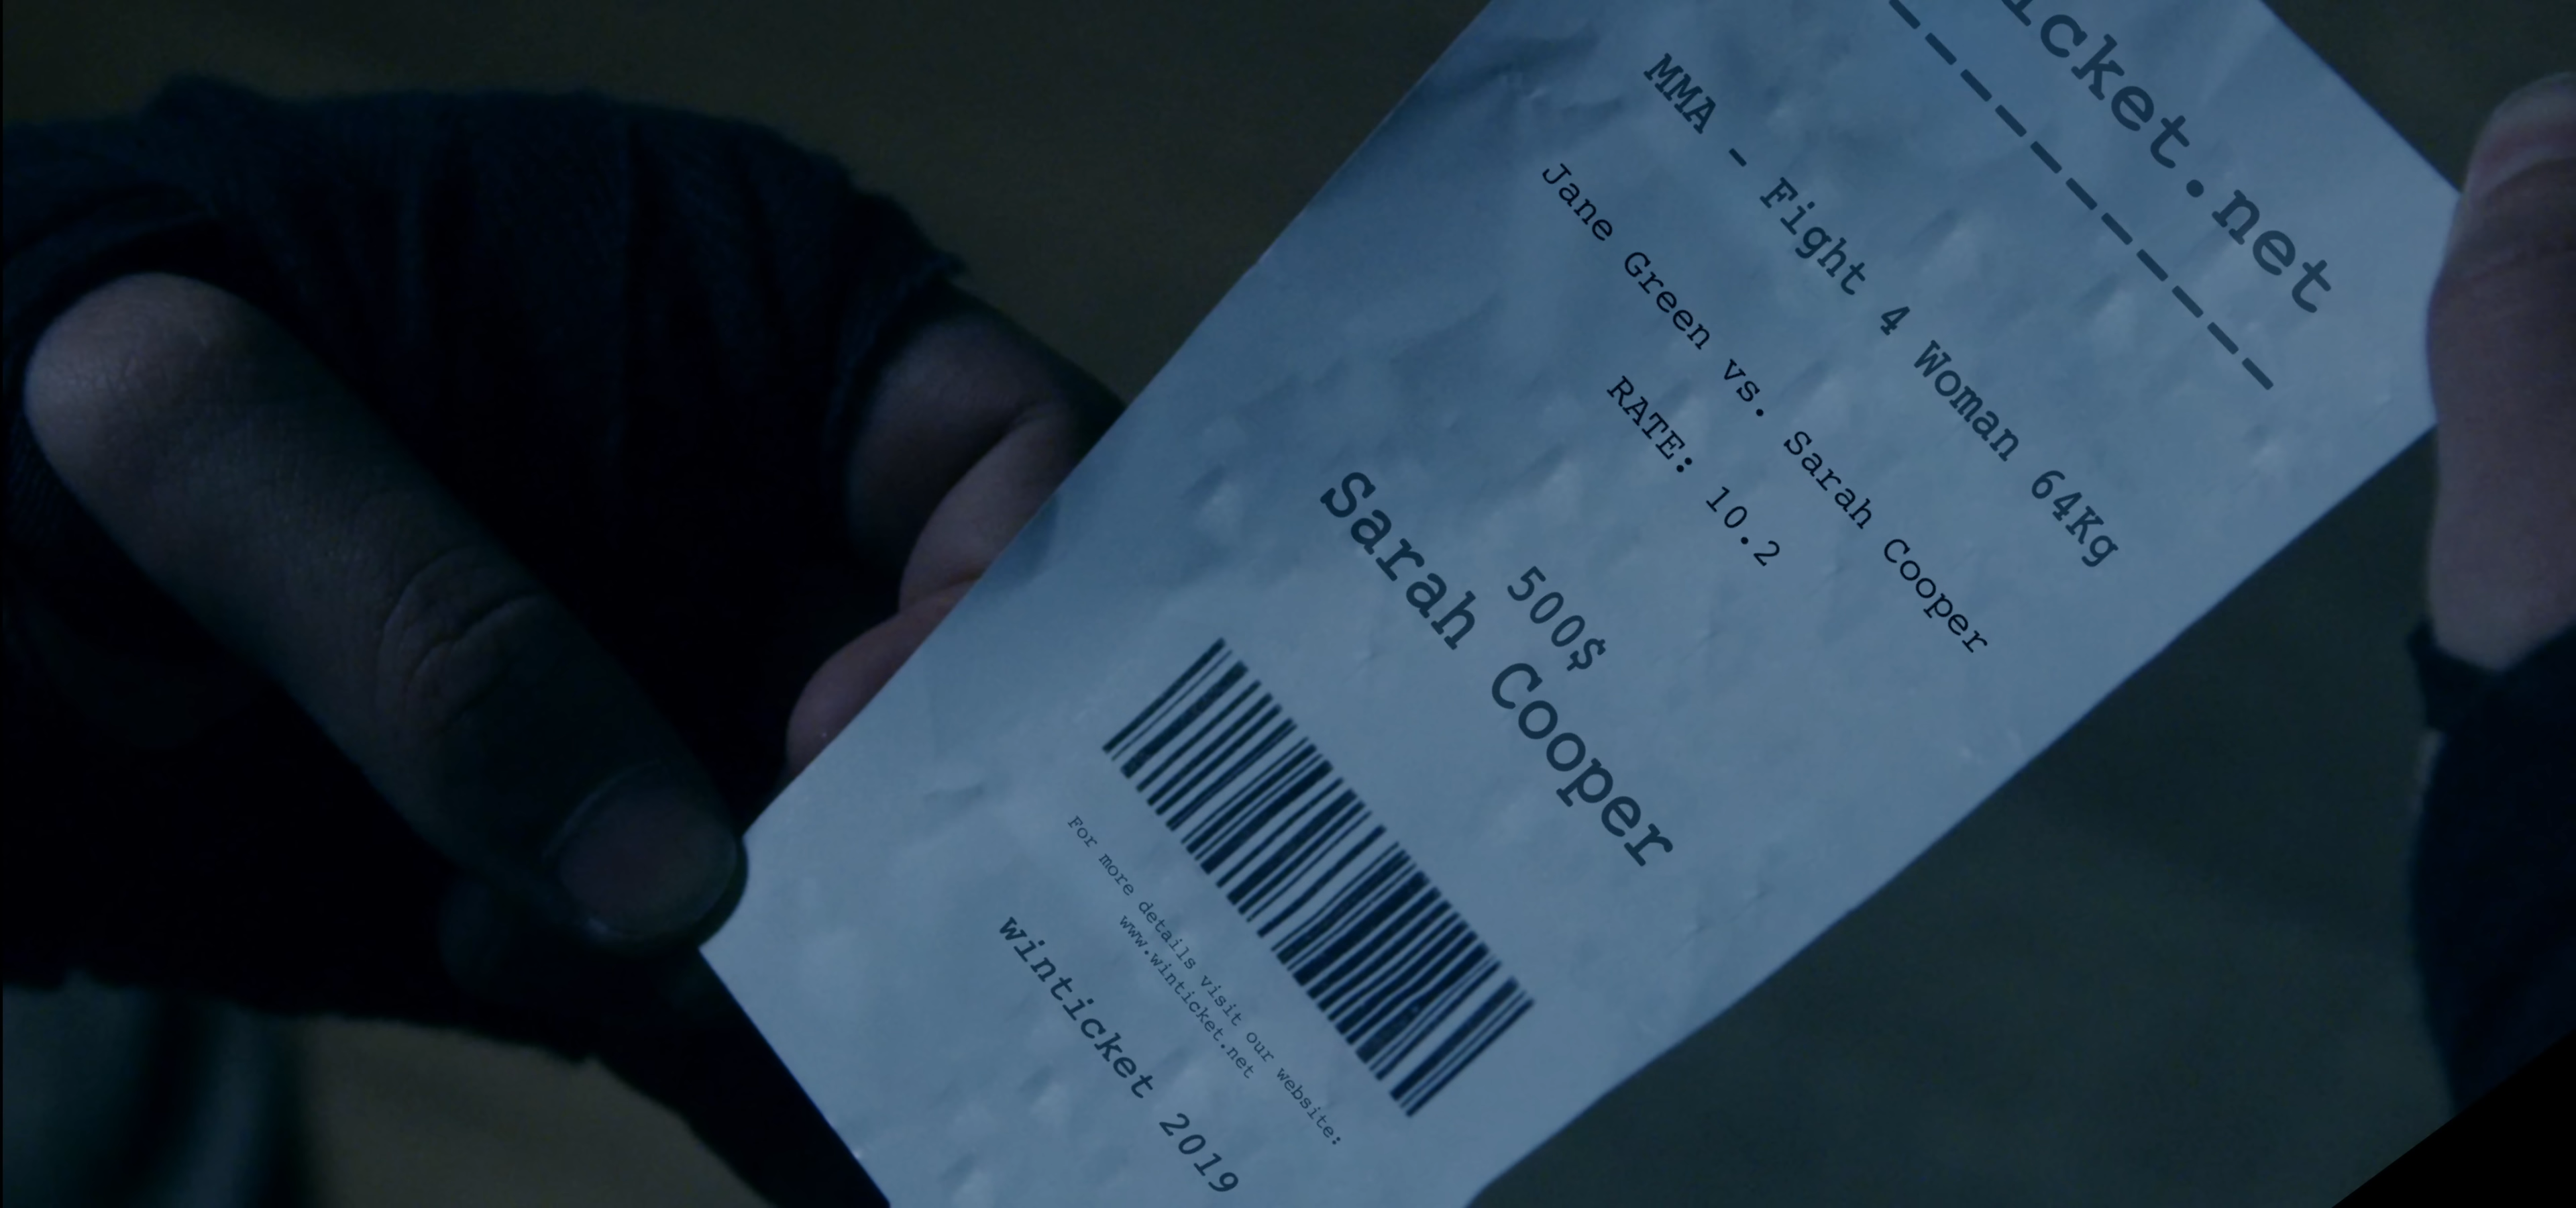 icket.net
MMA - Fight 4 Woman 64Kg
Jane Green vs. Sarah Cooper
RATE: 10.2
500$
Sarah Cooper
For more details visit our website:
www.winticket.net
winticket 2019